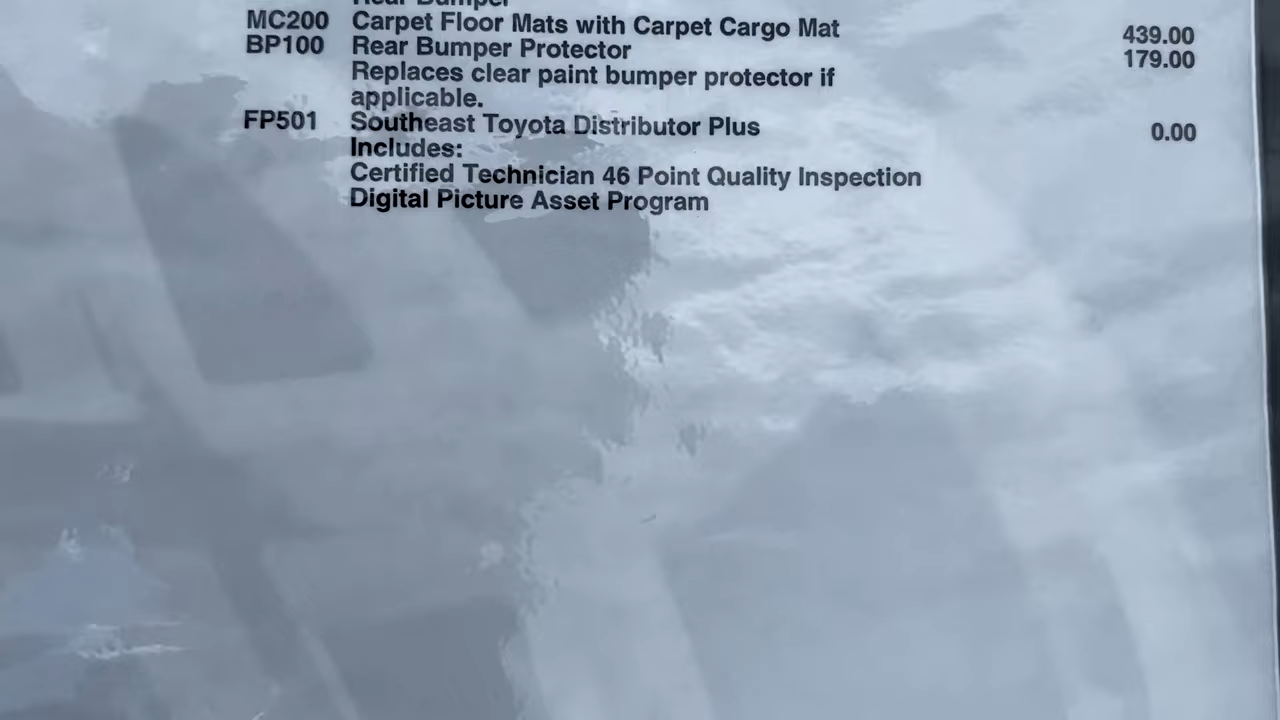 Rear Bumper
MC200 Carpet Floor Mats with Carpet Cargo Mat 439.00
BP100 Rear Bumper Protector 179.00
Replaces clear paint bumper protector if
applicable.
FP501 Southeast Toyota Distributor Plus 0.00
Includes:
Certified Technician 46 Point Quality Inspection
Digital Picture Asset Program